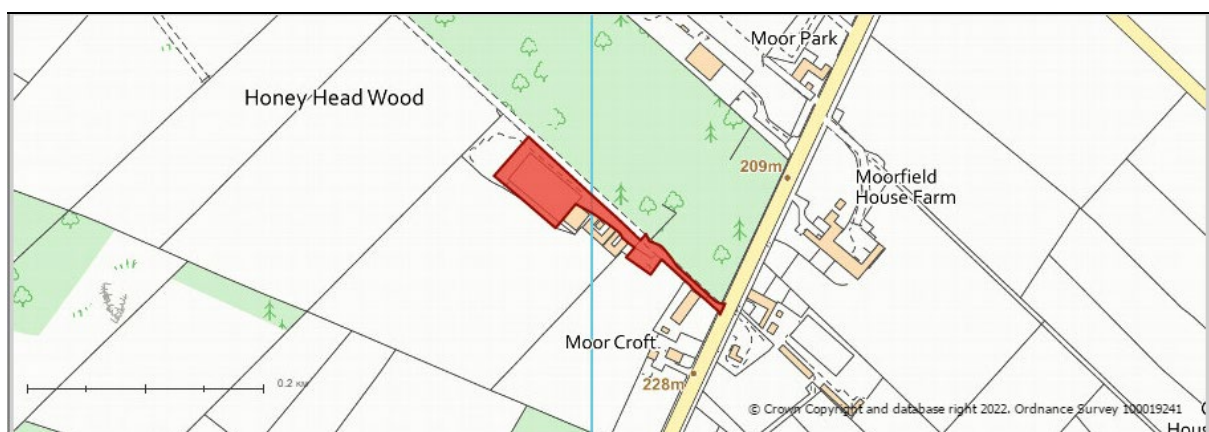 Moor Park
Honey Head Wood
209m
Moorfield
House Farm
Moor Croft
0.2 KM
228m
© Crown Copyright and database right 2022. Ordnance Survey 100019241